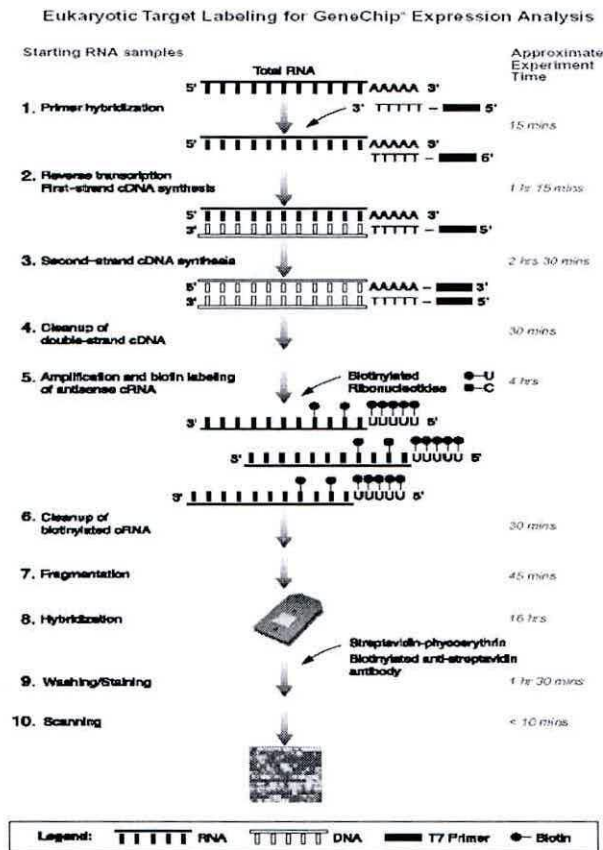 Eukaryotic Target Labeling for GeneChip® Expression Analysis
Starting RNA samples
Approximate
Experiment
Time
Total RNA
5' AAAAA 3'
1. Primer hybridization
3' TTTTT – 5'
15 mins
5' AAAAA 3'
TTTTT – 5'
2. Reverse transcription
First-strand cDNA synthesis
1 hr 15 mins
5' AAAAA 3'
3' TTTTT – 5'
3. Second-strand cDNA synthesis
2 hrs 30 mins
5' AAAAA – 3'
3' TTTTT – 5'
4. Cleanup of
double-strand cDNA
30 mins
5. Amplification and biotin labeling
of antisense cRNA
Biotinylated
Ribonucleotides
U
C
4 hrs
3' UUUUU 5'
3' UUUUU 5'
3' UUUUU 5'
6. Cleanup of
biotinylated cRNA
30 mins
7. Fragmentation
45 mins
8. Hybridization
16 hrs
Streptavidin-phycoerythrin
Biotinylated anti-streptavidin
antibody
9. Washing/Staining
1 hr 30 mins
10. Scanning
< 10 mins
Legend: RNA DNA T7 Primer Biotin